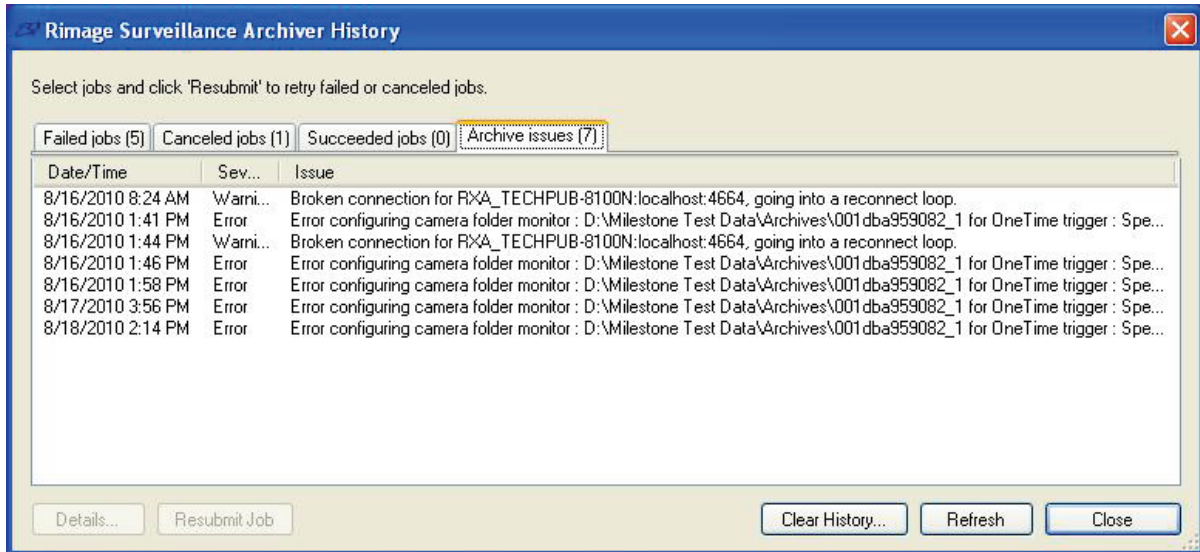 Rimage Surveillance Archiver History
Select jobs and click 'Resubmit' to retry failed or canceled jobs.
Failed jobs (5) Canceled jobs (1) Succeeded jobs (0) Archive issues (7)
Date/Time Sev... Issue
8/16/2010 8:24 AM Warni... Broken connection for RXA_TECHPUB-8100N:localhost:4664, going into a reconnect loop.
8/16/2010 1:41 PM Error Error configuring camera folder monitor : D:\Milestone Test Data\Archives\001dba959082_1 for OneTime trigger : Spe...
8/16/2010 1:44 PM Warni... Broken connection for RXA_TECHPUB-8100N:localhost:4664, going into a reconnect loop.
8/16/2010 1:46 PM Error Error configuring camera folder monitor : D:\Milestone Test Data\Archives\001dba959082_1 for OneTime trigger : Spe...
8/16/2010 1:58 PM Error Error configuring camera folder monitor : D:\Milestone Test Data\Archives\001dba959082_1 for OneTime trigger : Spe...
8/17/2010 3:56 PM Error Error configuring camera folder monitor : D:\Milestone Test Data\Archives\001dba959082_1 for OneTime trigger : Spe...
8/18/2010 2:14 PM Error Error configuring camera folder monitor : D:\Milestone Test Data\Archives\001dba959082_1 for OneTime trigger : Spe...
Details... Resubmit Job Clear History... Refresh Close